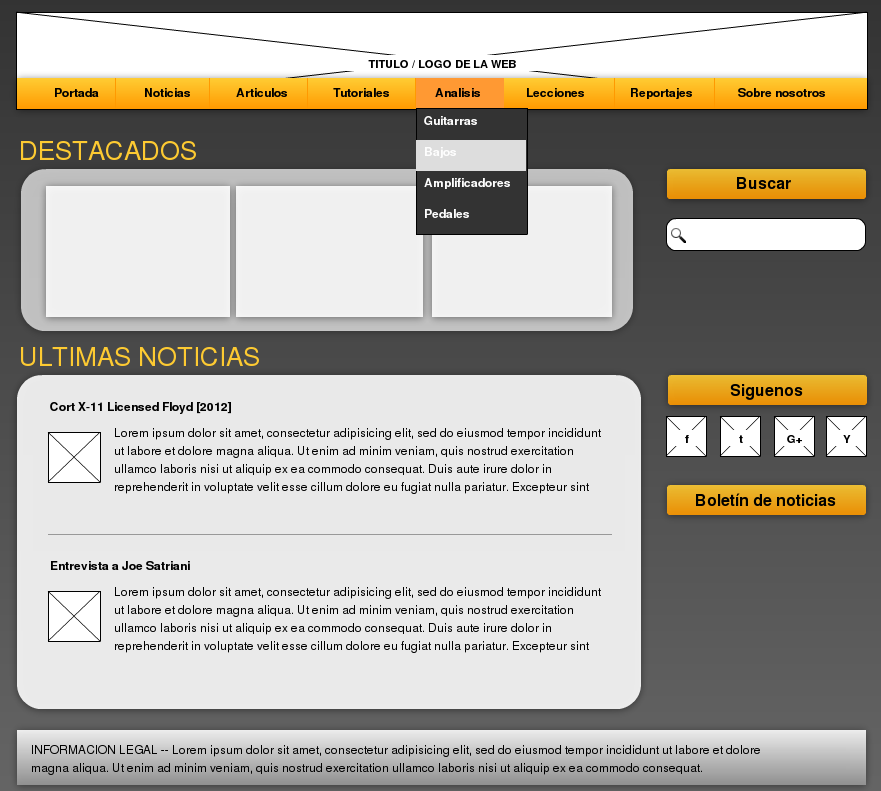 TITULO / LOGO DE LA WEB
Portada Noticias Articulos Tutoriales Analisis Lecciones Reportajes Sobre nosotros
Guitarras
Bajos
Amplificadores
Pedales
DESTACADOS
Buscar
ULTIMAS NOTICIAS
Cort X-11 Licensed Floyd [2012]
Lorem ipsum dolor sit amet, consectetur adipisicing elit, sed do eiusmod tempor incididunt
ut labore et dolore magna aliqua. Ut enim ad minim veniam, quis nostrud exercitation
ullamco laboris nisi ut aliquip ex ea commodo consequat. Duis aute irure dolor in
reprehenderit in voluptate velit esse cillum dolore eu fugiat nulla pariatur. Excepteur sint
Entrevista a Joe Satriani
Lorem ipsum dolor sit amet, consectetur adipisicing elit, sed do eiusmod tempor incididunt
ut labore et dolore magna aliqua. Ut enim ad minim veniam, quis nostrud exercitation
ullamco laboris nisi ut aliquip ex ea commodo consequat. Duis aute irure dolor in
reprehenderit in voluptate velit esse cillum dolore eu fugiat nulla pariatur. Excepteur sint
Siguenos
f t G+ Y
Boletín de noticias
INFORMACION LEGAL -- Lorem ipsum dolor sit amet, consectetur adipisicing elit, sed do eiusmod tempor incididunt ut labore et dolore
magna aliqua. Ut enim ad minim veniam, quis nostrud exercitation ullamco laboris nisi ut aliquip ex ea commodo consequat.